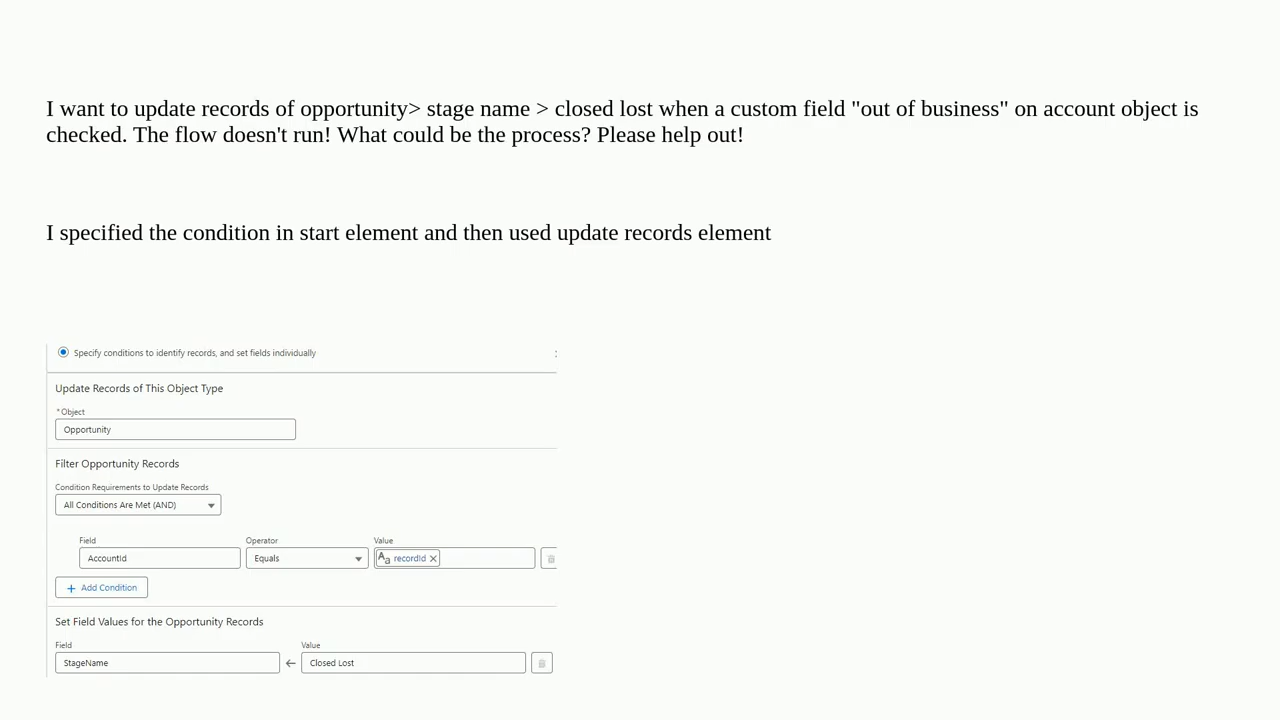 I want to update records of opportunity> stage name > closed lost when a custom field "out of business" on account object is
checked. The flow doesn't run! What could be the process? Please help out!
I specified the condition in start element and then used update records element
Specify conditions to identify records, and set fields individually
Update Records of This Object Type
*Object
Opportunity
Filter Opportunity Records
Condition Requirements to Update Records
All Conditions Are Met (AND)
Field Operator Value
AccountId Equals Aa recordId ×
+ Add Condition
Set Field Values for the Opportunity Records
Field Value
StageName ← Closed Lost